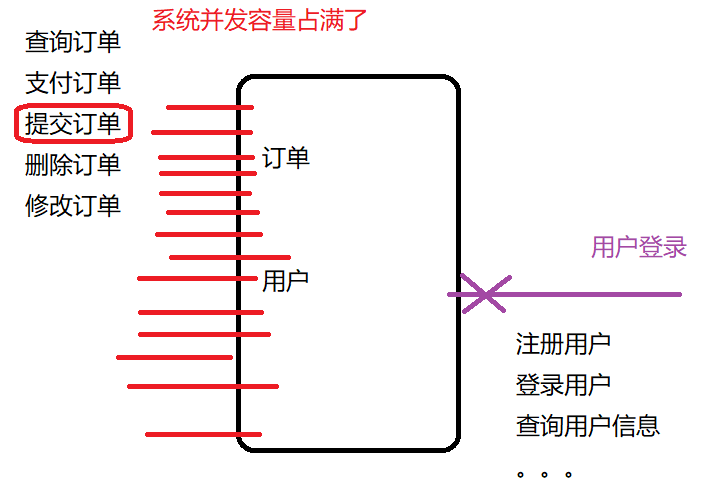 系统并发容量占满了
查询订单
支付订单
提交订单
删除订单
修改订单
订单
用户
用户登录
注册用户
登录用户
查询用户信息
。。。